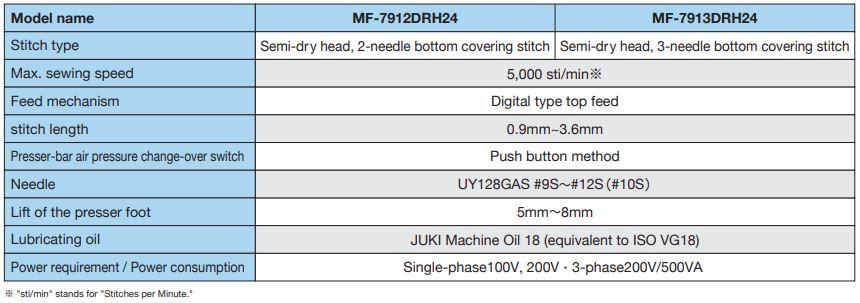 Model name MF-7912DRH24 MF-7913DRH24
Stitch type Semi-dry head, 2-needle bottom covering stitch Semi-dry head, 3-needle bottom covering stitch
Max. sewing speed 5,000 sti/min※
Feed mechanism Digital type top feed
stitch length 0.9mm~3.6mm
Presser-bar air pressure change-over switch Push button method
Needle UY128GAS #9S～#12S（#10S）
Lift of the presser foot 5mm～8mm
Lubricating oil JUKI Machine Oil 18 (equivalent to ISO VG18)
Power requirement / Power consumption Single-phase100V, 200V・3-phase200V/500VA
※ "sti/min" stands for "Stitches per Minute."